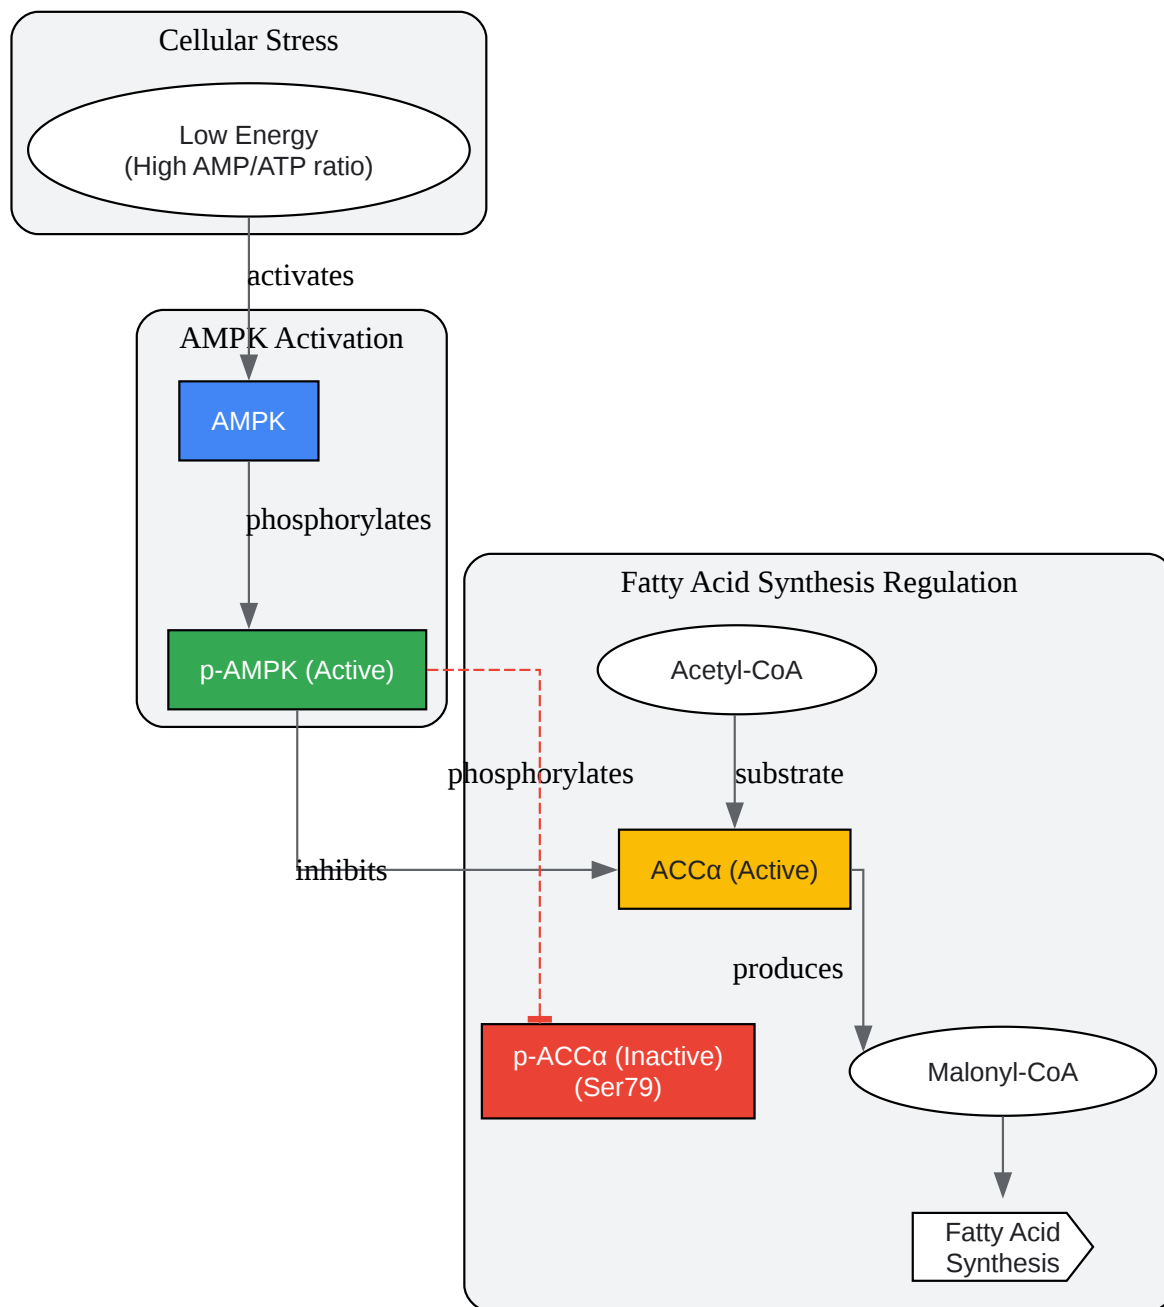 Cellular Stress
Low Energy
(High AMP/ATP ratio)
activates
AMPK Activation
AMPK
phosphorylates
p-AMPK (Active)
Fatty Acid Synthesis Regulation
Acetyl-CoA
phosphorylates
substrate
inhibits
ACCα (Active)
produces
p-ACCα (Inactive)
(Ser79)
Malonyl-CoA
Fatty Acid
Synthesis